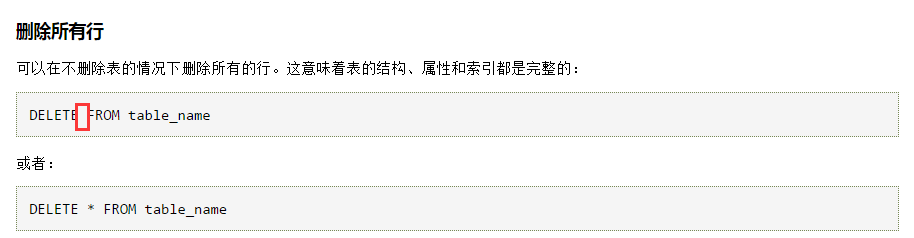 删除所有行
可以在不删除表的情况下删除所有的行。这意味着表的结构、属性和索引都是完整的：
DELETE FROM table_name
或者：
DELETE * FROM table_name